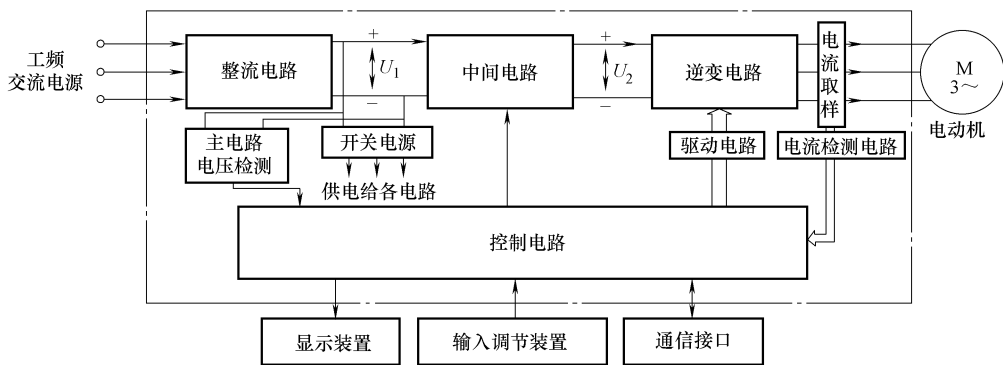 工频
交流电源
整流电路
+
U1
−
中间电路
+
U2
−
逆变电路
电流取样
M
3～
电动机
主电路
电压检测
开关电源
供电给各电路
驱动电路
电流检测电路
控制电路
显示装置
输入调节装置
通信接口